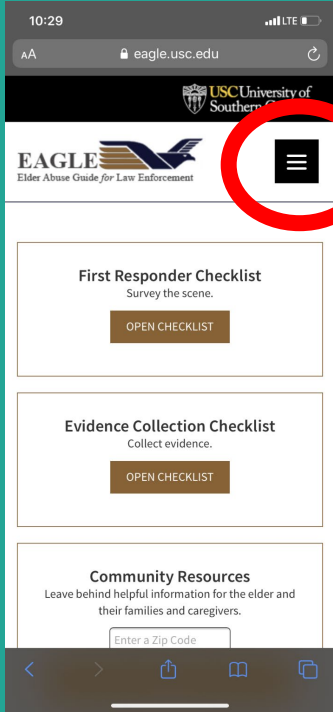 10:29
LTE
AA
eagle.usc.edu
USC University of
Southern
EAGLE
Elder Abuse Guide for Law Enforcement
First Responder Checklist
Survey the scene.
OPEN CHECKLIST
Evidence Collection Checklist
Collect evidence.
OPEN CHECKLIST
Community Resources
Leave behind helpful information for the elder and
their families and caregivers.
Enter a Zip Code